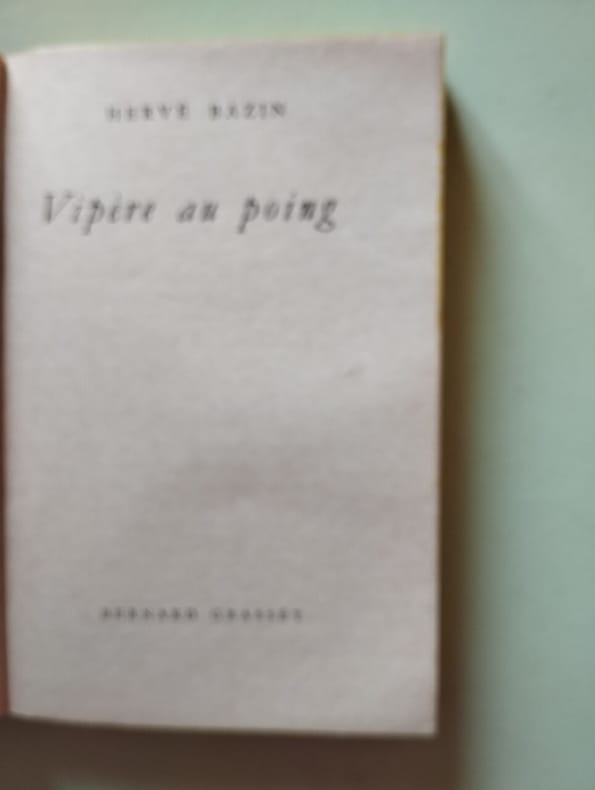 HERVÉ BAZIN
Vipère au poing
BERNARD GRASSET